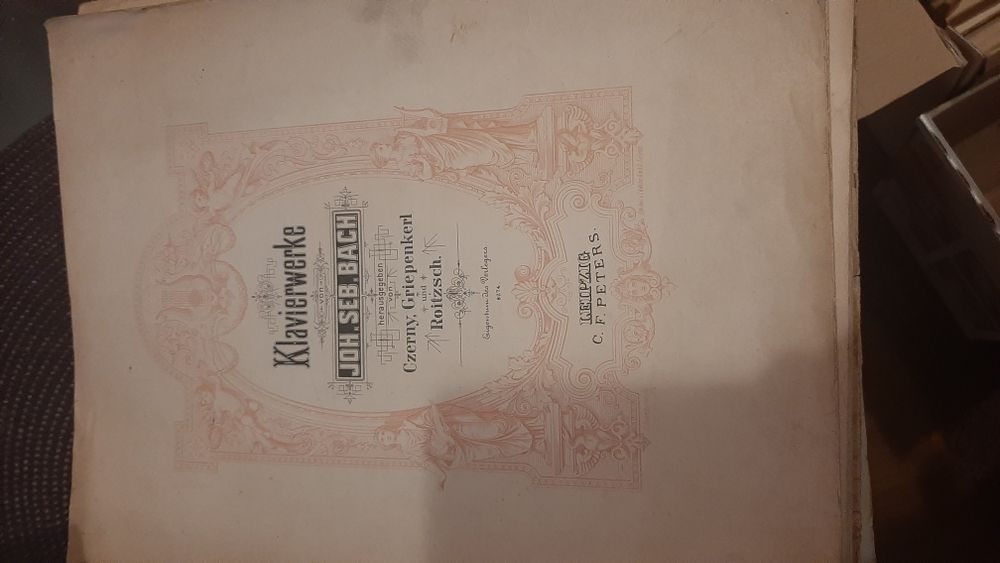 Klavierwerke
von
JOH. SEB. BACH
herausgegeben
von
Czerny, Griepenkerl
und
Roitzsch.
Eigenthum des Verlegers
LEIPZIG
C. F. PETERS.